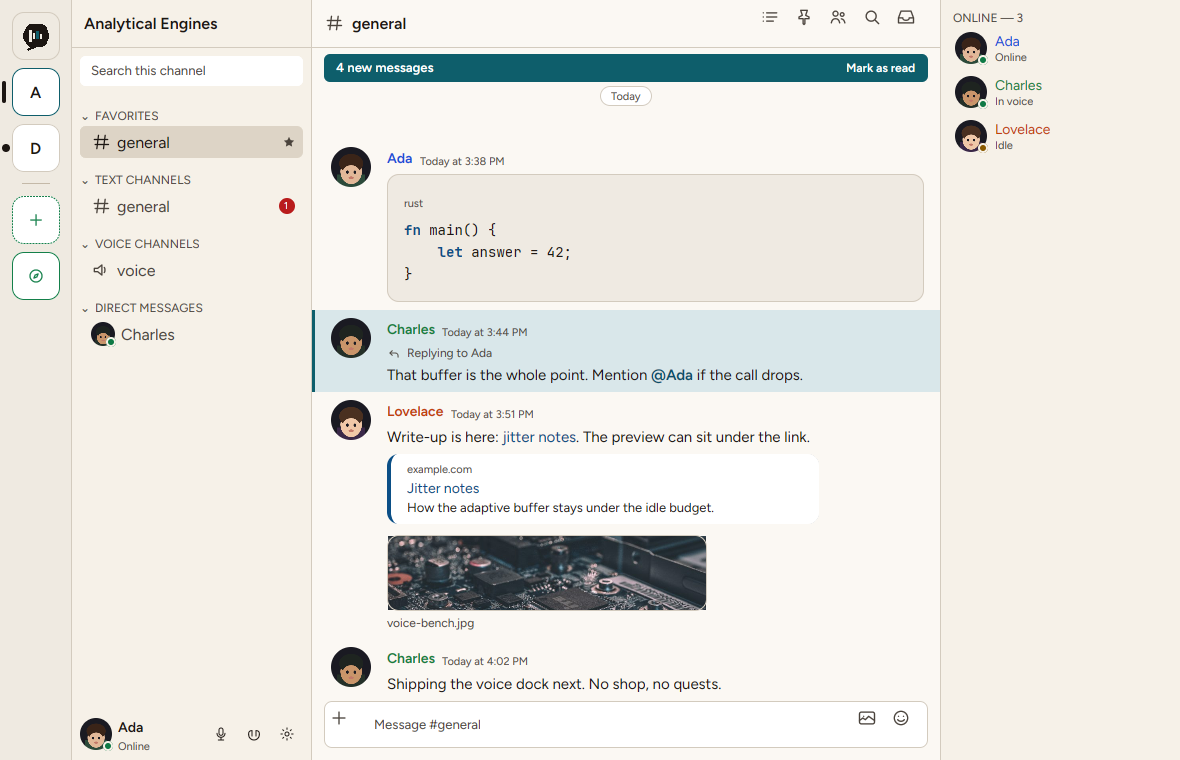 Analytical Engines
Search this channel
A
D
FAVORITES
# general
TEXT CHANNELS
# general
1
VOICE CHANNELS
voice
DIRECT MESSAGES
Charles
Ada
Online
# general
4 new messages
Mark as read
Today
Ada Today at 3:38 PM
rust
fn main() {
    let answer = 42;
}
Charles Today at 3:44 PM
Replying to Ada
That buffer is the whole point. Mention @Ada if the call drops.
Lovelace Today at 3:51 PM
Write-up is here: jitter notes. The preview can sit under the link.
example.com
Jitter notes
How the adaptive buffer stays under the idle budget.
voice-bench.jpg
Charles Today at 4:02 PM
Shipping the voice dock next. No shop, no quests.
Message #general
ONLINE — 3
Ada
Online
Charles
In voice
Lovelace
Idle